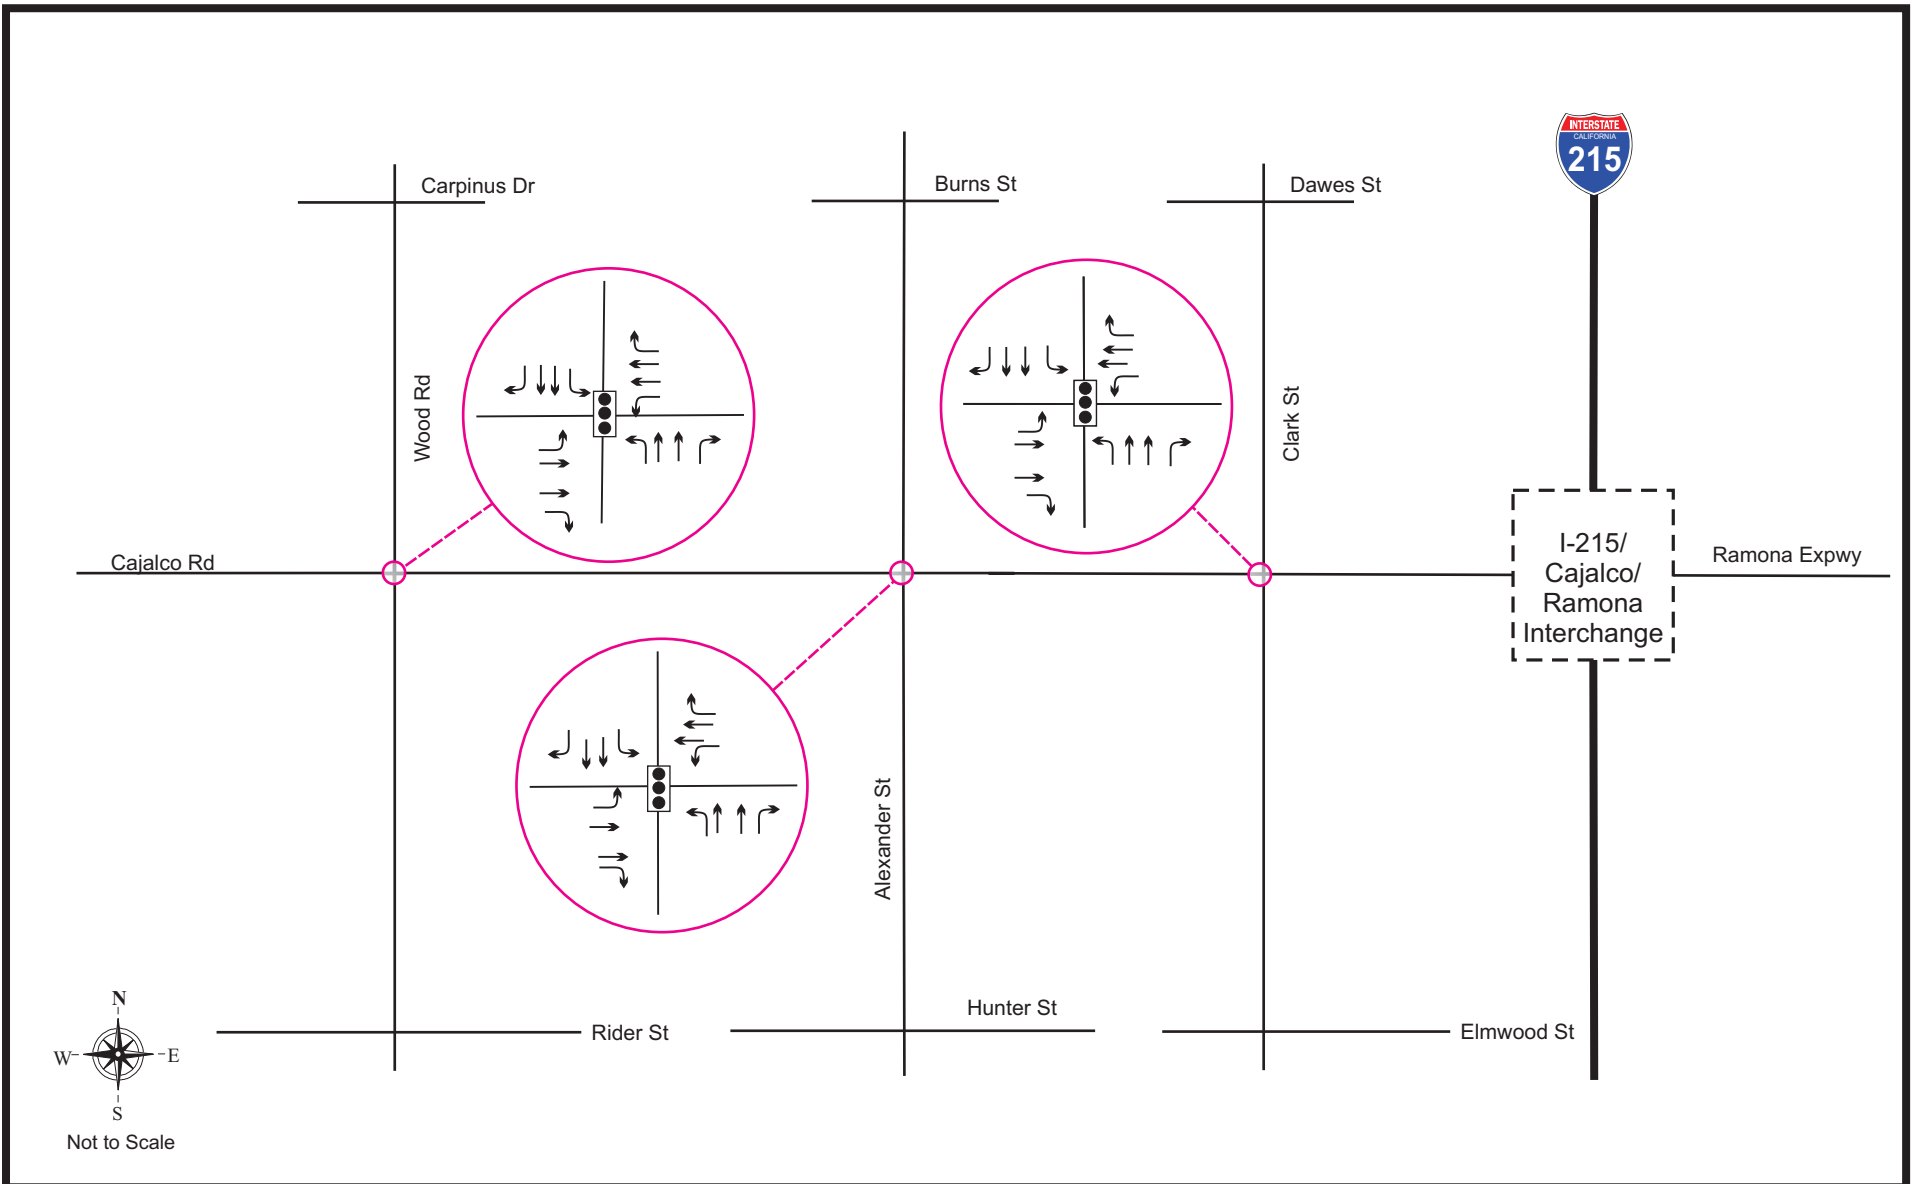 INTERSTATE
CALIFORNIA
215
Carpinus Dr
Burns St
Dawes St
Wood Rd
Clark St
Cajalco Rd
I-215/
Cajalco/
Ramona
Interchange
Ramona Expwy
Alexander St
Hunter St
Rider St
Elmwood St
N
W
E
S
Not to Scale